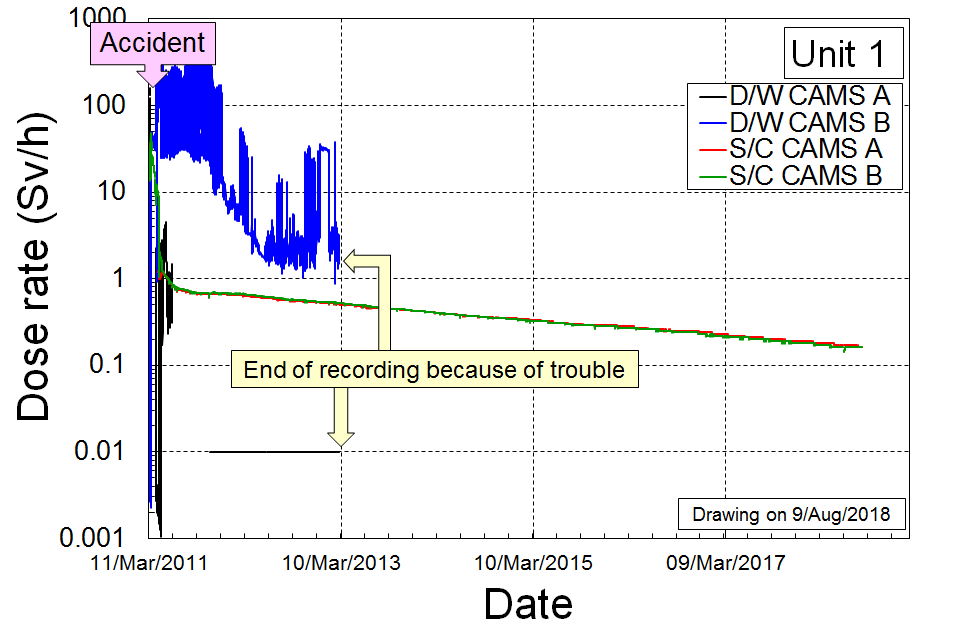 1000
Accident
Unit 1
D/W CAMS A
D/W CAMS B
S/C CAMS A
S/C CAMS B
100
10
1
0.1
0.01
0.001
Dose rate (Sv/h)
End of recording because of trouble
Drawing on 9/Aug/2018
11/Mar/2011
10/Mar/2013
10/Mar/2015
09/Mar/2017
Date